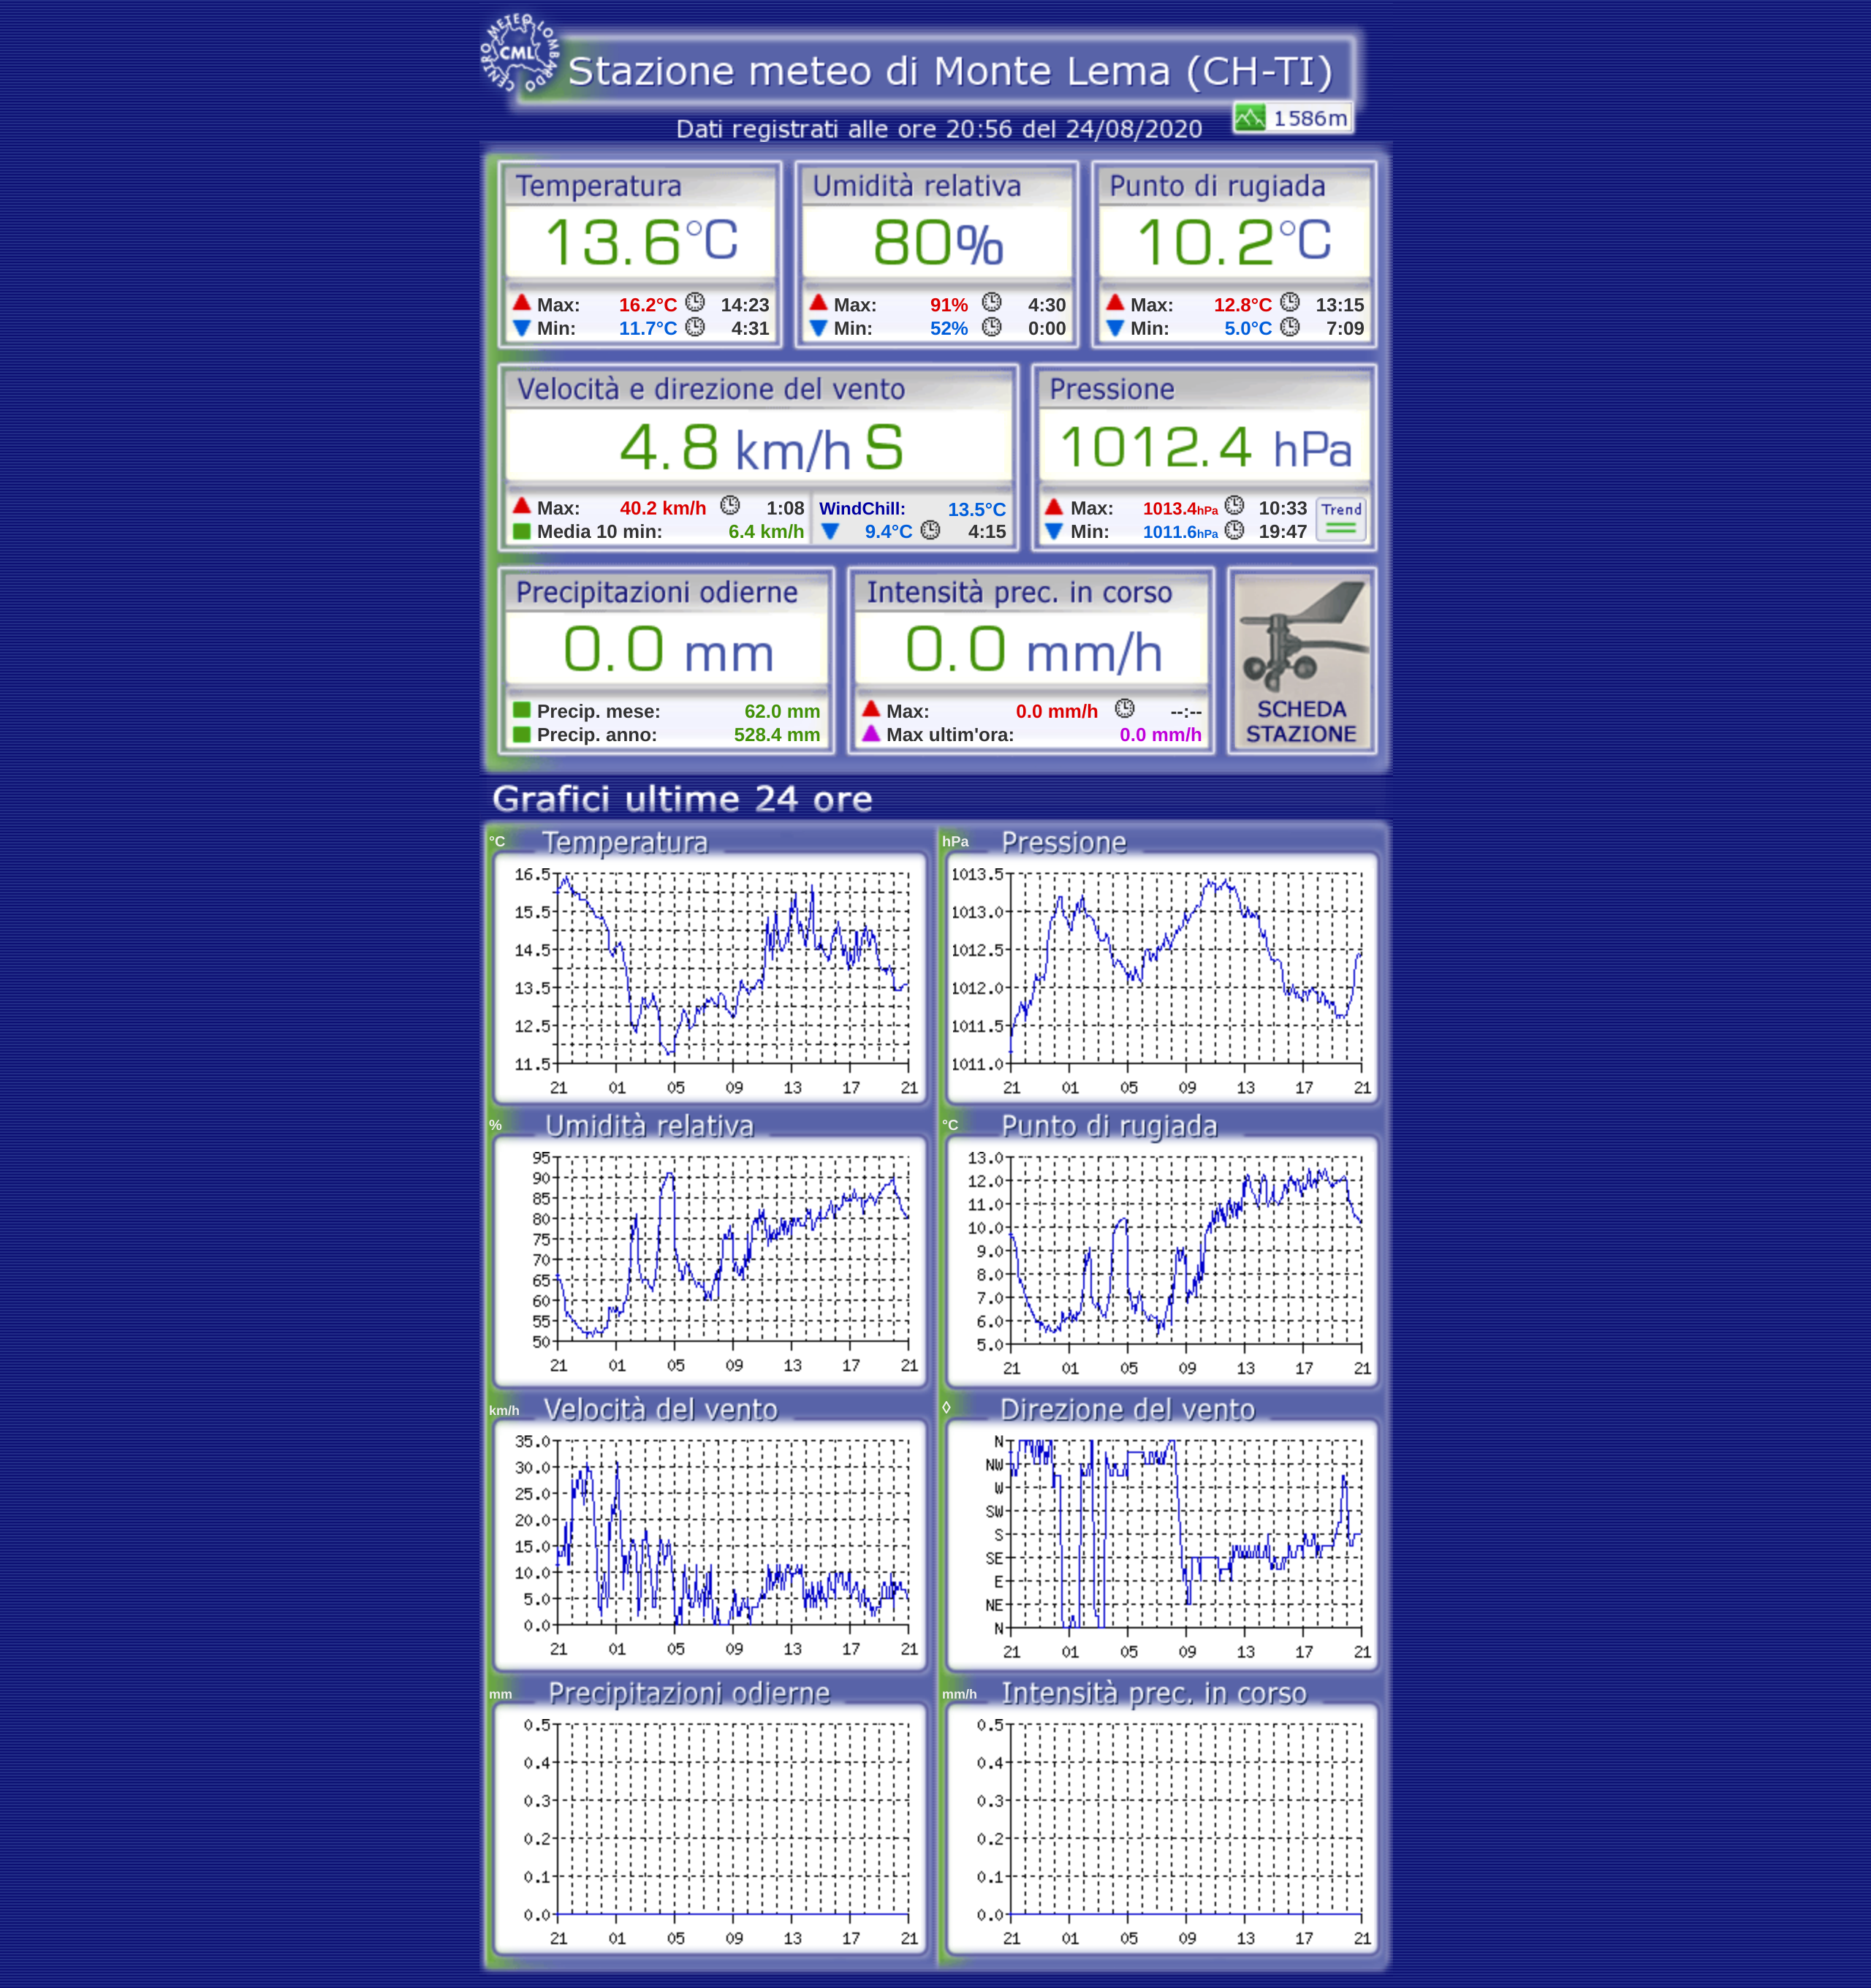 CENTRO METEO LOMBARDO
CML
Stazione meteo di Monte Lema (CH-TI)
1586m
Dati registrati alle ore 20:56 del 24/08/2020
Temperatura
13.6°C
Max: 16.2°C 14:23
Min: 11.7°C 4:31
Umidità relativa
80%
Max: 91% 4:30
Min: 52% 0:00
Punto di rugiada
10.2°C
Max: 12.8°C 13:15
Min: 5.0°C 7:09
Velocità e direzione del vento
4.8 km/h S
Max: 40.2 km/h 1:08
Media 10 min: 6.4 km/h
WindChill: 13.5°C
9.4°C 4:15
Pressione
1012.4 hPa
Max: 1013.4hPa 10:33
Min: 1011.6hPa 19:47
Trend
Precipitazioni odierne
0.0 mm
Precip. mese: 62.0 mm
Precip. anno: 528.4 mm
Intensità prec. in corso
0.0 mm/h
Max: 0.0 mm/h --:--
Max ultim'ora: 0.0 mm/h
SCHEDA
STAZIONE
Grafici ultime 24 ore
°C Temperatura
16.5
15.5
14.5
13.5
12.5
11.5
21 01 05 09 13 17 21
hPa Pressione
1013.5
1013.0
1012.5
1012.0
1011.5
1011.0
21 01 05 09 13 17 21
% Umidità relativa
95
90
85
80
75
70
65
60
55
50
21 01 05 09 13 17 21
°C Punto di rugiada
13.0
12.0
11.0
10.0
9.0
8.0
7.0
6.0
5.0
21 01 05 09 13 17 21
km/h Velocità del vento
35.0
30.0
25.0
20.0
15.0
10.0
5.0
0.0
21 01 05 09 13 17 21
◊ Direzione del vento
N
NW
W
SW
S
SE
E
NE
N
21 01 05 09 13 17 21
mm Precipitazioni odierne
0.5
0.4
0.3
0.2
0.1
0.0
21 01 05 09 13 17 21
mm/h Intensità prec. in corso
0.5
0.4
0.3
0.2
0.1
0.0
21 01 05 09 13 17 21